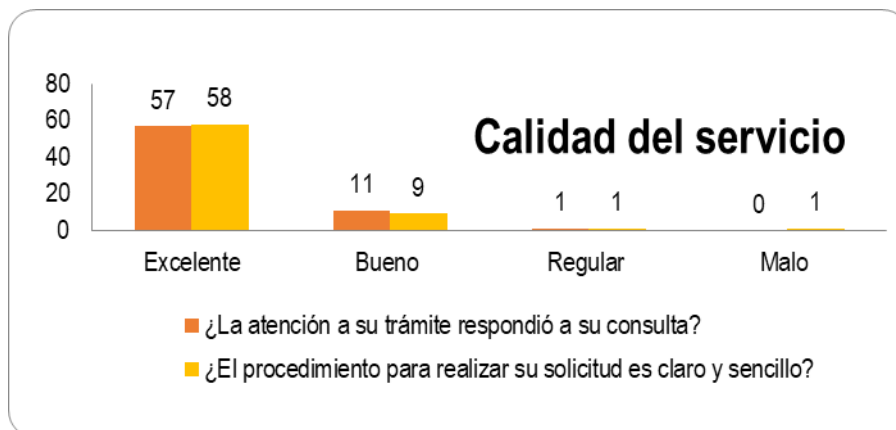 Calidad del servicio
80
60
40
20
0
57 58
11 9
1 1
0 1
Excelente Bueno Regular Malo
¿La atención a su trámite respondió a su consulta?
¿El procedimiento para realizar su solicitud es claro y sencillo?